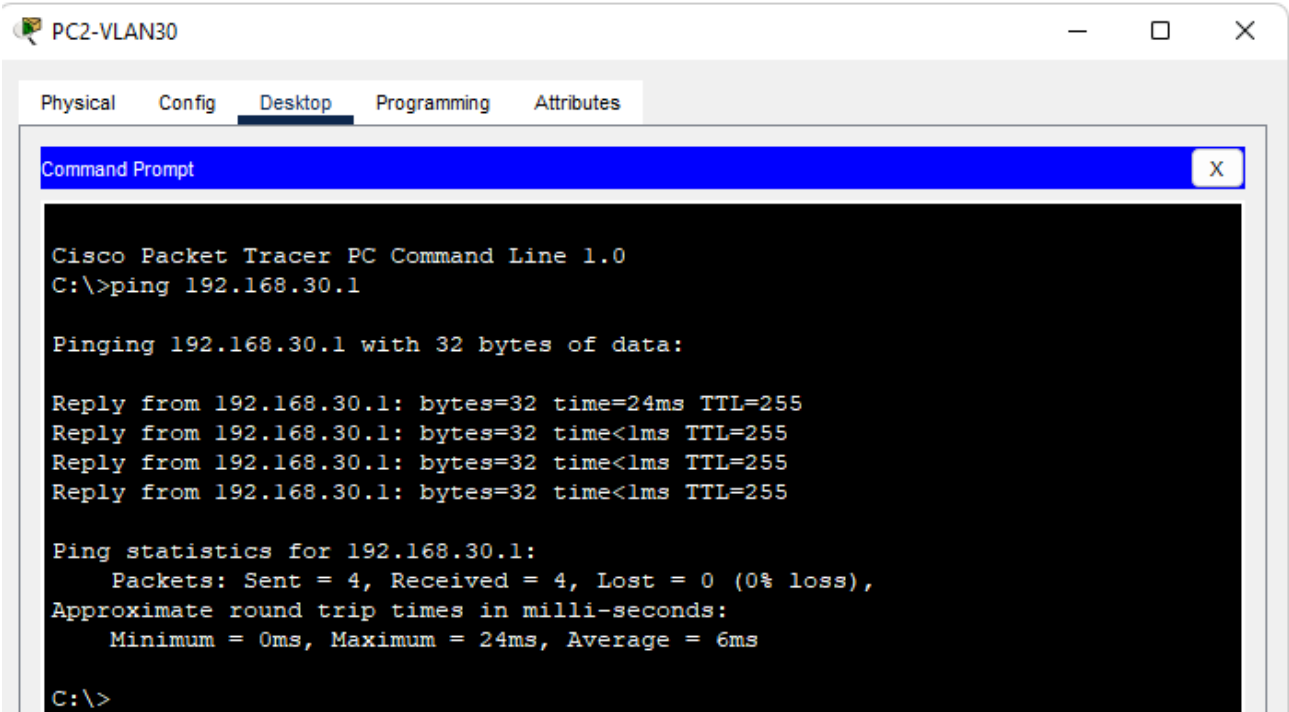 PC2-VLAN30
Physical Config Desktop Programming Attributes
Command Prompt
X
Cisco Packet Tracer PC Command Line 1.0
C:\>ping 192.168.30.1
Pinging 192.168.30.1 with 32 bytes of data:
Reply from 192.168.30.1: bytes=32 time=24ms TTL=255
Reply from 192.168.30.1: bytes=32 time<1ms TTL=255
Reply from 192.168.30.1: bytes=32 time<1ms TTL=255
Reply from 192.168.30.1: bytes=32 time<1ms TTL=255
Ping statistics for 192.168.30.1:
    Packets: Sent = 4, Received = 4, Lost = 0 (0% loss),
Approximate round trip times in milli-seconds:
    Minimum = 0ms, Maximum = 24ms, Average = 6ms
C:\>